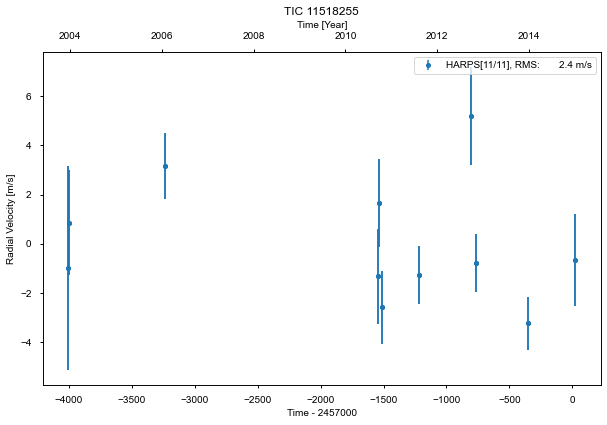 TIC 11518255
Time [Year]
2004 2006 2008 2010 2012 2014
HARPS[11/11], RMS: 2.4 m/s
Radial Velocity [m/s]
6
4
2
0
−2
−4
−4000 −3500 −3000 −2500 −2000 −1500 −1000 −500 0
Time - 2457000